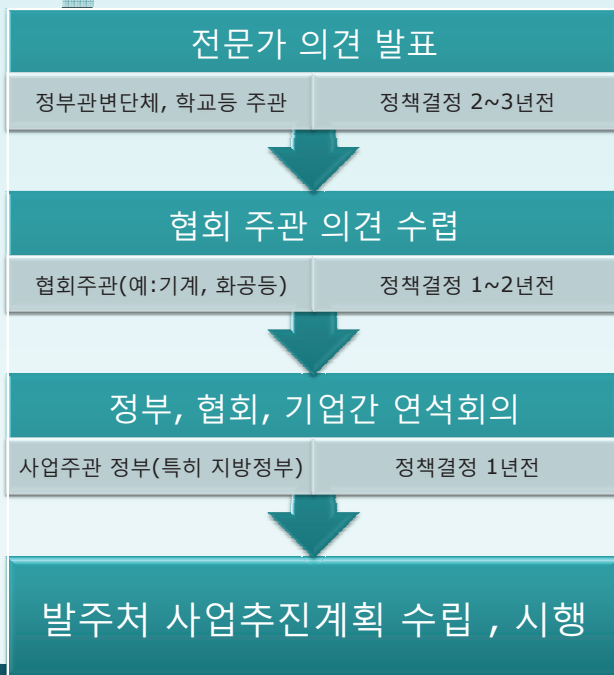 전문가 의견 발표
정부관변단체, 학교등 주관
정책결정 2~3년전
협회 주관 의견 수렴
협회주관(예:기계, 화공등)
정책결정 1~2년전
정부, 협회, 기업간 연석회의
사업주관 정부(특히 지방정부)
정책결정 1년전
발주처 사업추진계획 수립 , 시행